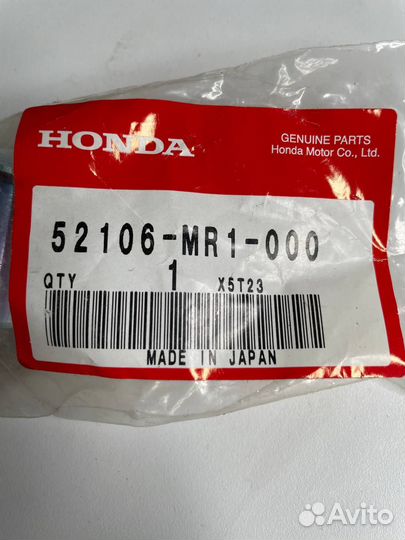 HONDA
GENUINE PARTS
Honda Motor Co., Ltd.
52106-MR1-000
QTY 1 X5T23
MADE IN JAPAN
Avito